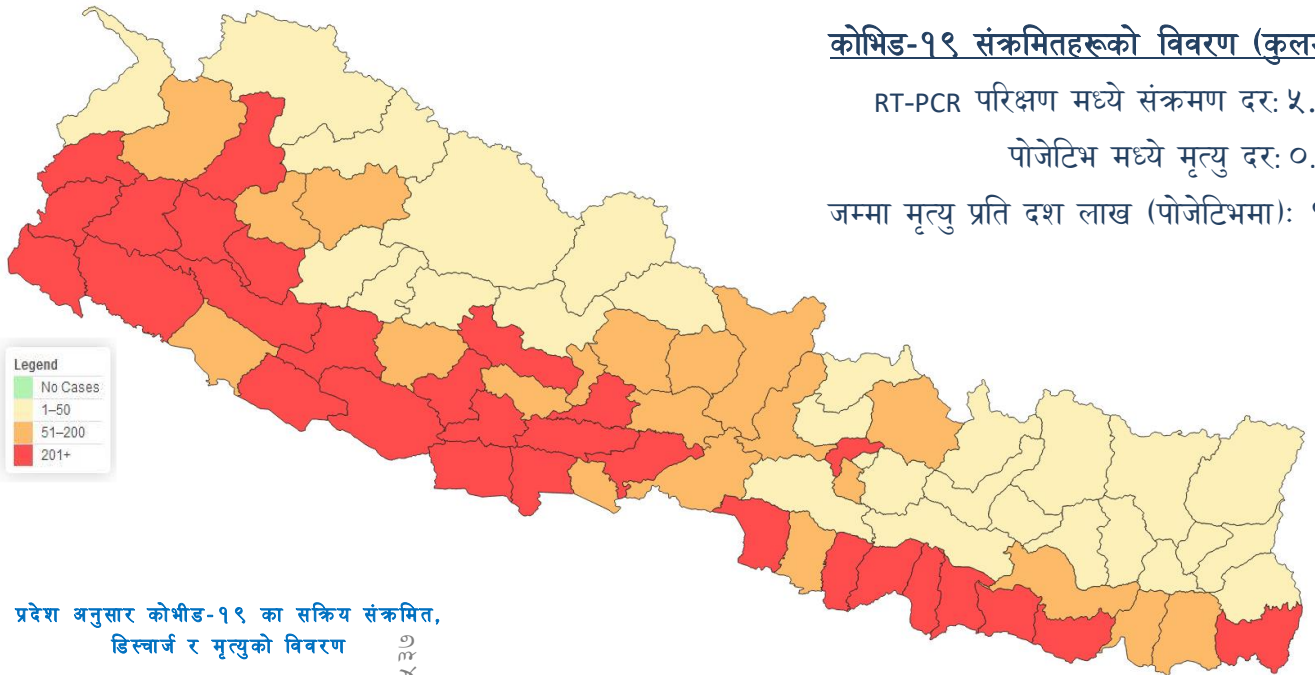 कोभिड-१९ संक्रमितहरूको विवरण
RT-PCR परिक्षण मध्ये संक्रमण दर: ५.
पोजेटिभ मध्ये मृत्यु दर: ०.
जम्मा मृत्यु प्रति दश लाख (पोजेटिभमा):
Legend
No Cases
1–50
51–200
201+
प्रदेश अनुसार कोभीड-१९ का सक्रिय संक्रमित,
डिस्चार्ज र मृत्युको विवरण